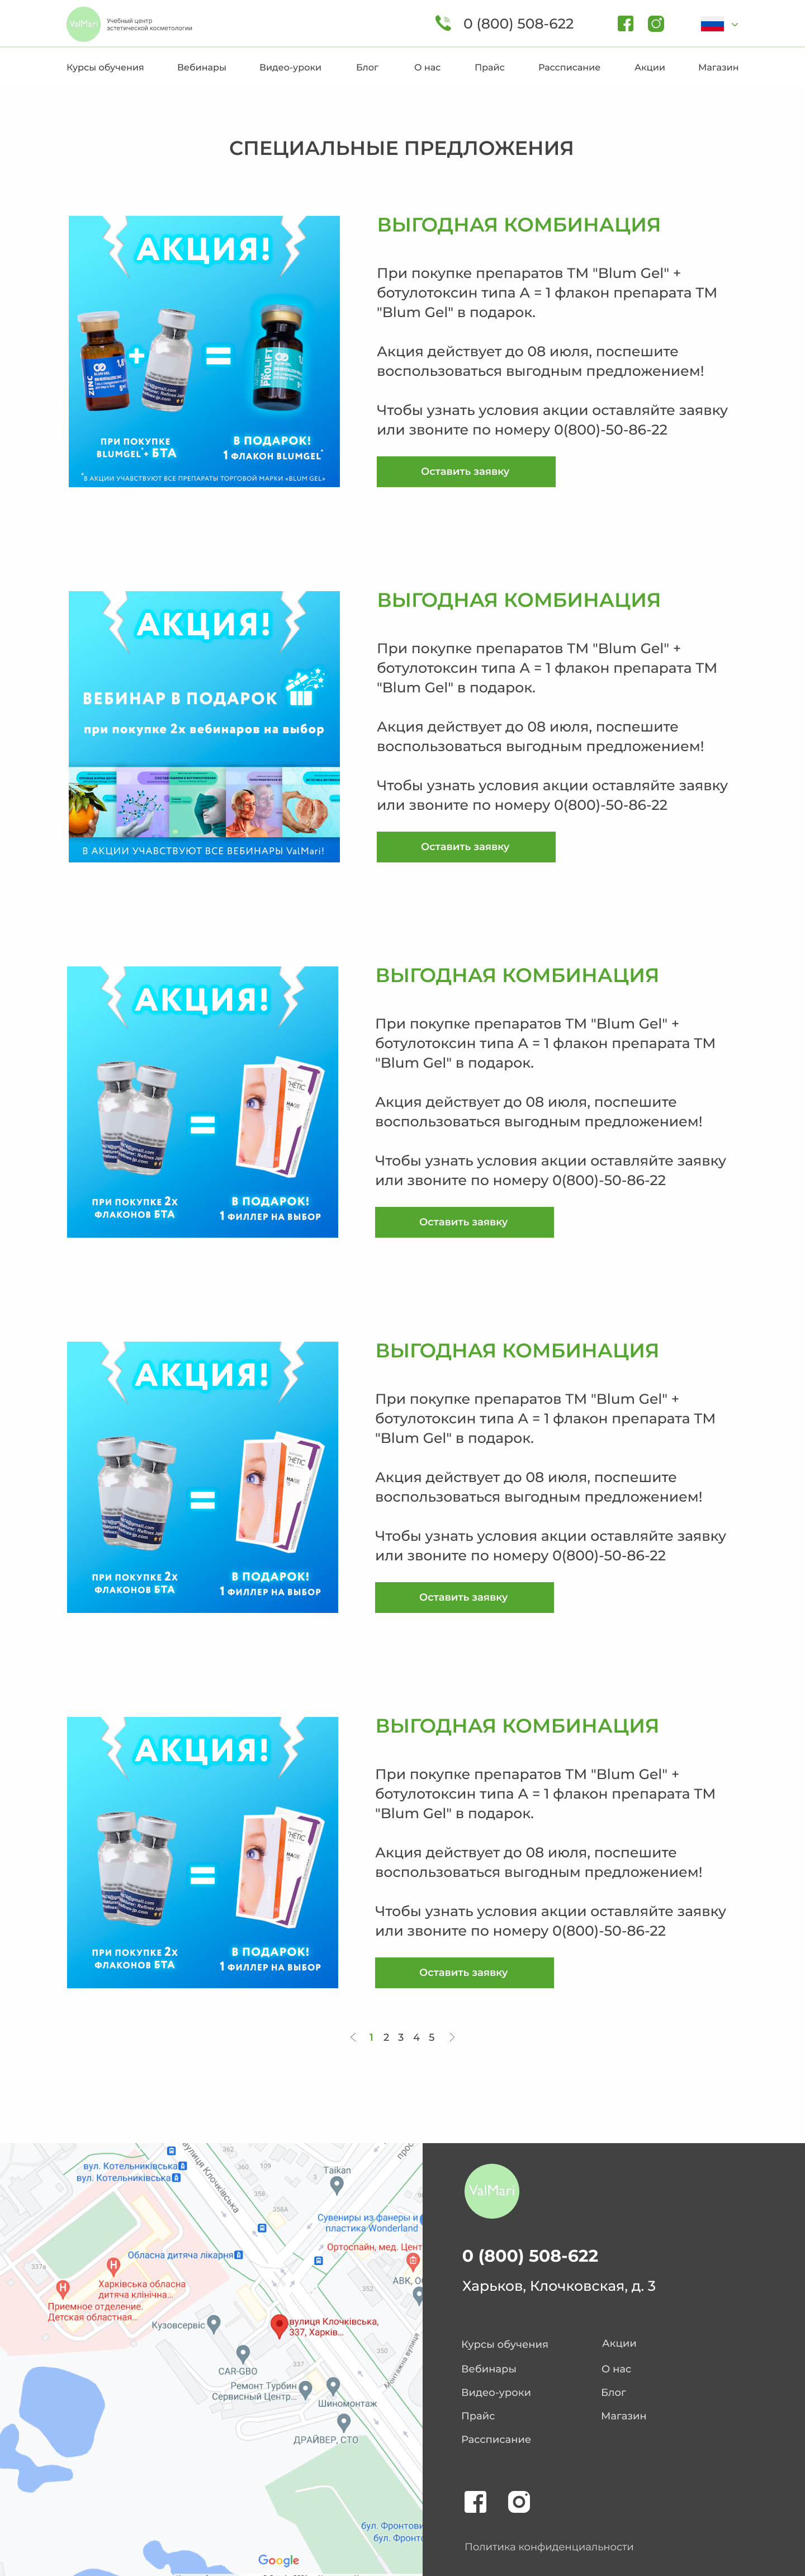 ValMari
Учебный центр
эстетической косметологии
0 (800) 508-622
Курсы обучения
Вебинары
Видео-уроки
Блог
О нас
Прайс
Рассписание
Акции
Магазин
СПЕЦИАЛЬНЫЕ ПРЕДЛОЖЕНИЯ
АКЦИЯ!
ZINC
PROLIFT
ПРИ ПОКУПКЕ
BLUMGEL*+ БТА
В ПОДАРОК!
1 ФЛАКОН BLUMGEL*
*В АКЦИИ УЧАВСТВУЮТ ВСЕ ПРЕПАРАТЫ ТОРГОВОЙ МАРКИ «BLUM GEL»
ВЫГОДНАЯ КОМБИНАЦИЯ
При покупке препаратов ТМ "Blum Gel" +
ботулотоксин типа А = 1 флакон препарата ТМ
"Blum Gel" в подарок.
Акция действует до 08 июля, поспешите
воспользоваться выгодным предложением!
Чтобы узнать условия акции оставляйте заявку
или звоните по номеру 0(800)-50-86-22
Оставить заявку
АКЦИЯ!
ВЕБИНАР В ПОДАРОК
при покупке 2х вебинаров на выбор
В АКЦИИ УЧАВСТВУЮТ ВСЕ ВЕБИНАРЫ ValMari!
ВЫГОДНАЯ КОМБИНАЦИЯ
При покупке препаратов ТМ "Blum Gel" +
ботулотоксин типа А = 1 флакон препарата ТМ
"Blum Gel" в подарок.
Акция действует до 08 июля, поспешите
воспользоваться выгодным предложением!
Чтобы узнать условия акции оставляйте заявку
или звоните по номеру 0(800)-50-86-22
Оставить заявку
АКЦИЯ!
ПРИ ПОКУПКЕ 2Х
ФЛАКОНОВ БТА
В ПОДАРОК!
1 ФИЛЛЕР НА ВЫБОР
ВЫГОДНАЯ КОМБИНАЦИЯ
При покупке препаратов ТМ "Blum Gel" +
ботулотоксин типа А = 1 флакон препарата ТМ
"Blum Gel" в подарок.
Акция действует до 08 июля, поспешите
воспользоваться выгодным предложением!
Чтобы узнать условия акции оставляйте заявку
или звоните по номеру 0(800)-50-86-22
Оставить заявку
АКЦИЯ!
ПРИ ПОКУПКЕ 2Х
ФЛАКОНОВ БТА
В ПОДАРОК!
1 ФИЛЛЕР НА ВЫБОР
ВЫГОДНАЯ КОМБИНАЦИЯ
При покупке препаратов ТМ "Blum Gel" +
ботулотоксин типа А = 1 флакон препарата ТМ
"Blum Gel" в подарок.
Акция действует до 08 июля, поспешите
воспользоваться выгодным предложением!
Чтобы узнать условия акции оставляйте заявку
или звоните по номеру 0(800)-50-86-22
Оставить заявку
АКЦИЯ!
ПРИ ПОКУПКЕ 2Х
ФЛАКОНОВ БТА
В ПОДАРОК!
1 ФИЛЛЕР НА ВЫБОР
ВЫГОДНАЯ КОМБИНАЦИЯ
При покупке препаратов ТМ "Blum Gel" +
ботулотоксин типа А = 1 флакон препарата ТМ
"Blum Gel" в подарок.
Акция действует до 08 июля, поспешите
воспользоваться выгодным предложением!
Чтобы узнать условия акции оставляйте заявку
или звоните по номеру 0(800)-50-86-22
Оставить заявку
1 2 3 4 5
362
вул. Котельниківська
вул. Котельниківська
вулиця Клочківська
360
109
358
358А
3
Taikan
Сувениры из фанеры и
пластика Wonderland
Ортоспайн, мед. Цент
Обласна дитяча лікарня
337а
Харківська обласна
дитяча клінічна...
Приемное отделение.
Детская областная...
352
Кузовсервіс
вулиця Клочківська,
337, Харків...
Монтажна вулиця
350
337
CAR-GBO
Ремонт Турбин
Сервисный Центр...
Шиномонтаж
ДРАЙВЕР, СТО
Google
ValMari
0 (800) 508-622
Харьков, Клочковская, д. 3
Курсы обучения
Вебинары
Видео-уроки
Прайс
Рассписание
Акции
О нас
Блог
Магазин
Политика конфиденциальности